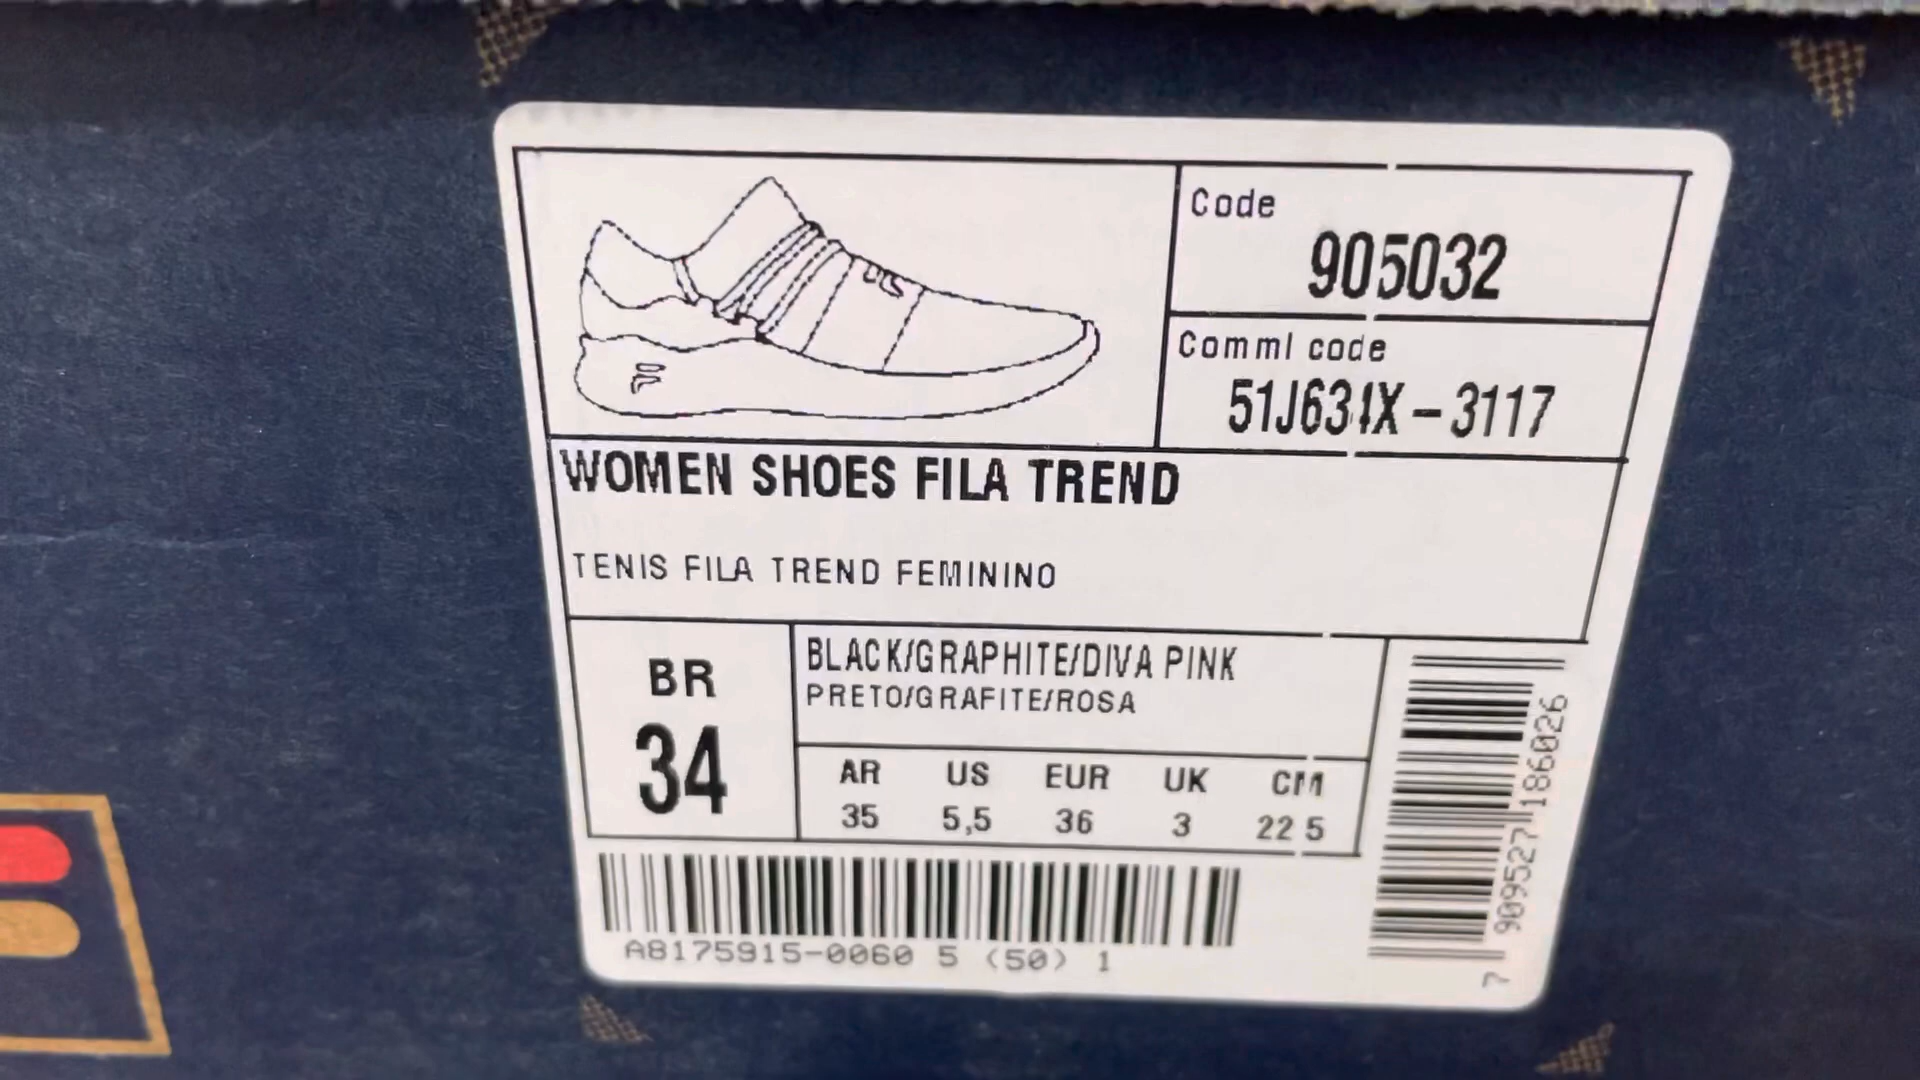 Code
905032
Comml code
51J634X-3117
WOMEN SHOES FILA TREND
TENIS FILA TREND FEMININO
BR
34
BLACK/GRAPHITE/DIVA PINK
PRETO/GRAFITE/ROSA
AR US EUR UK CM
35 5,5 36 3 22 5
A8175915-0060 5 (50) 1
7 909527 186026